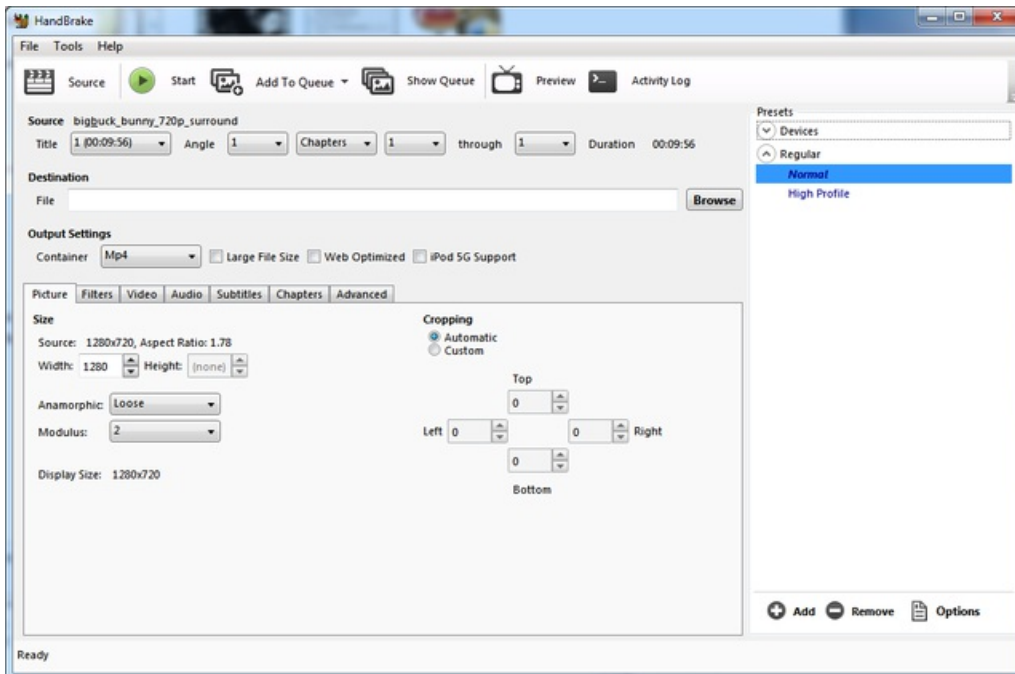 HandBrake
File Tools Help
Source Start Add To Queue Show Queue Preview Activity Log
Source bigbuck_bunny_720p_surround
Title 1 (00:09:56) Angle 1 Chapters 1 through 1 Duration 00:09:56
Destination
File Browse
Output Settings
Container Mp4 Large File Size Web Optimized iPod 5G Support
Picture Filters Video Audio Subtitles Chapters Advanced
Size
Source: 1280x720, Aspect Ratio: 1.78
Width: 1280 Height: (none)
Anamorphic: Loose
Modulus: 2
Display Size: 1280x720
Cropping
Automatic
Custom
Top
0
Left 0 0 Right
0
Bottom
Presets
Devices
Regular
Normal
High Profile
Add Remove Options
Ready